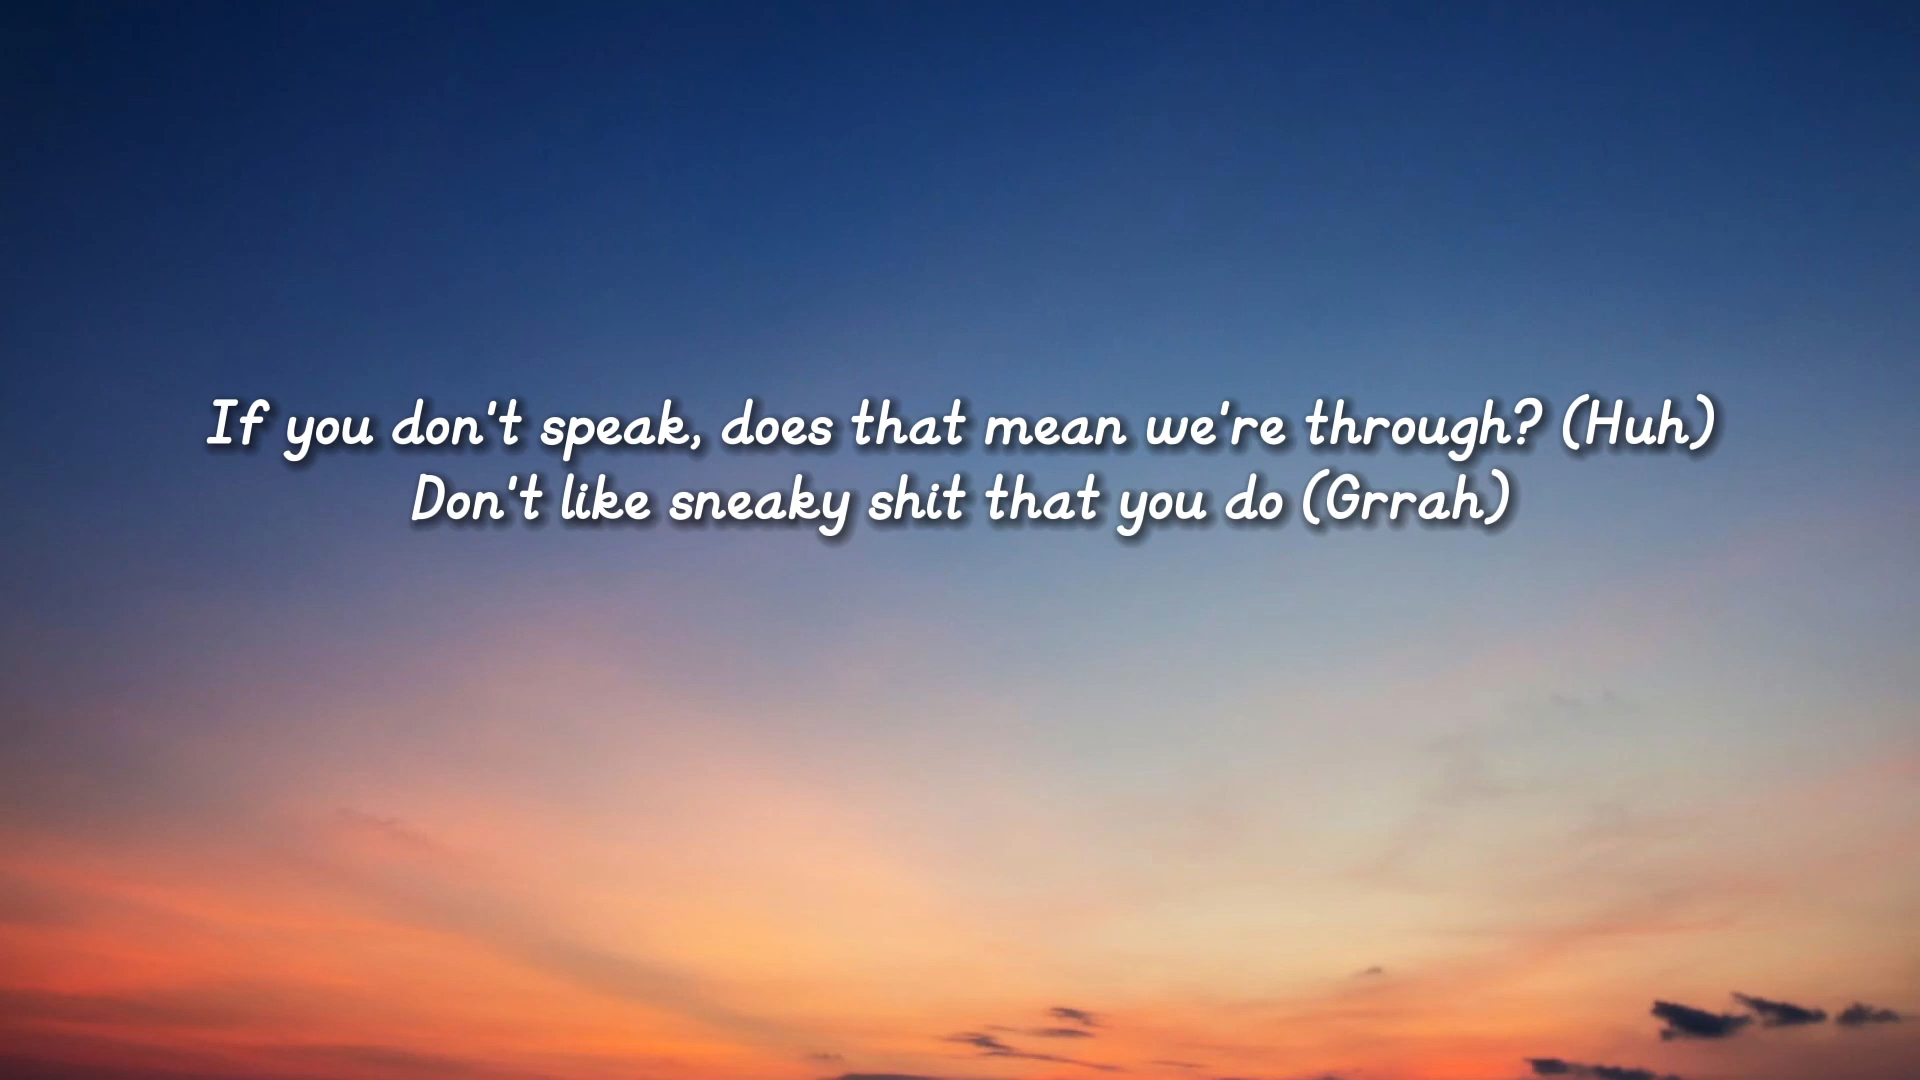 If you don't speak, does that mean we're through? (Huh)
Don't like sneaky shit that you do (Grrah)